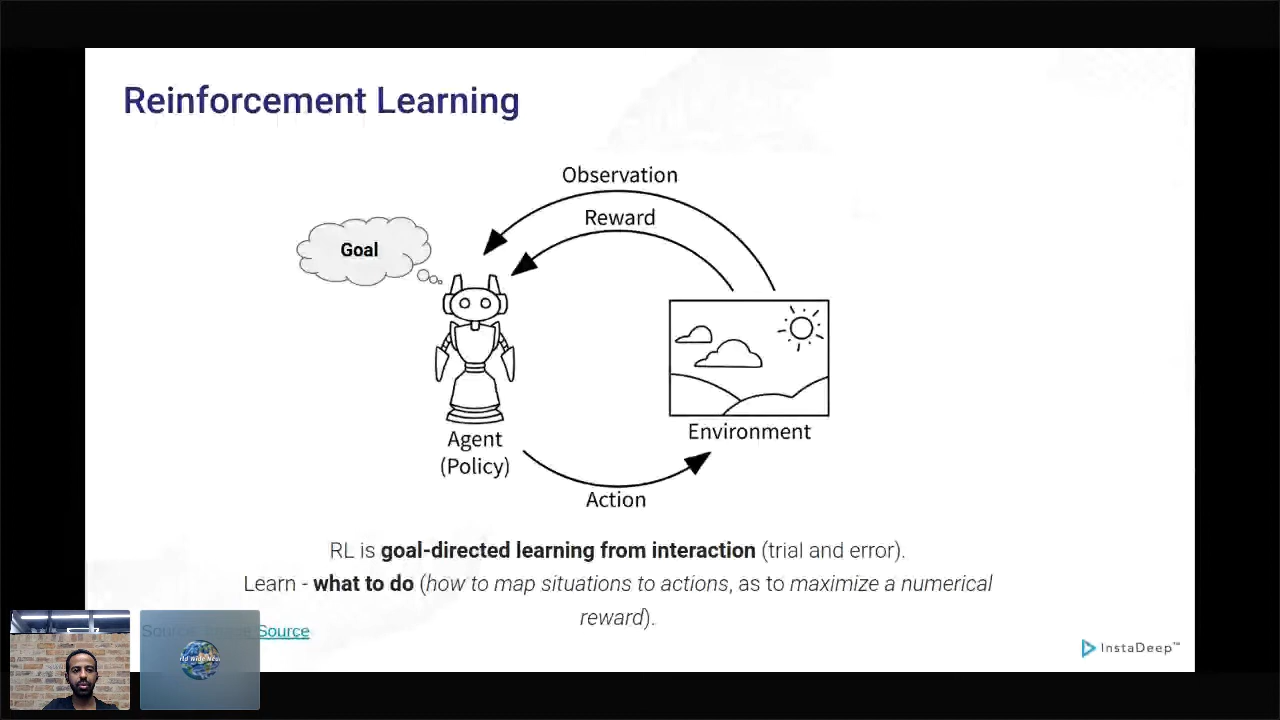 Reinforcement Learning
Observation
Reward
Goal
Agent
(Policy)
Environment
Action
RL is goal-directed learning from interaction (trial and error).
Learn - what to do (how to map situations to actions, as to maximize a numerical
reward).
Source
InstaDeep™